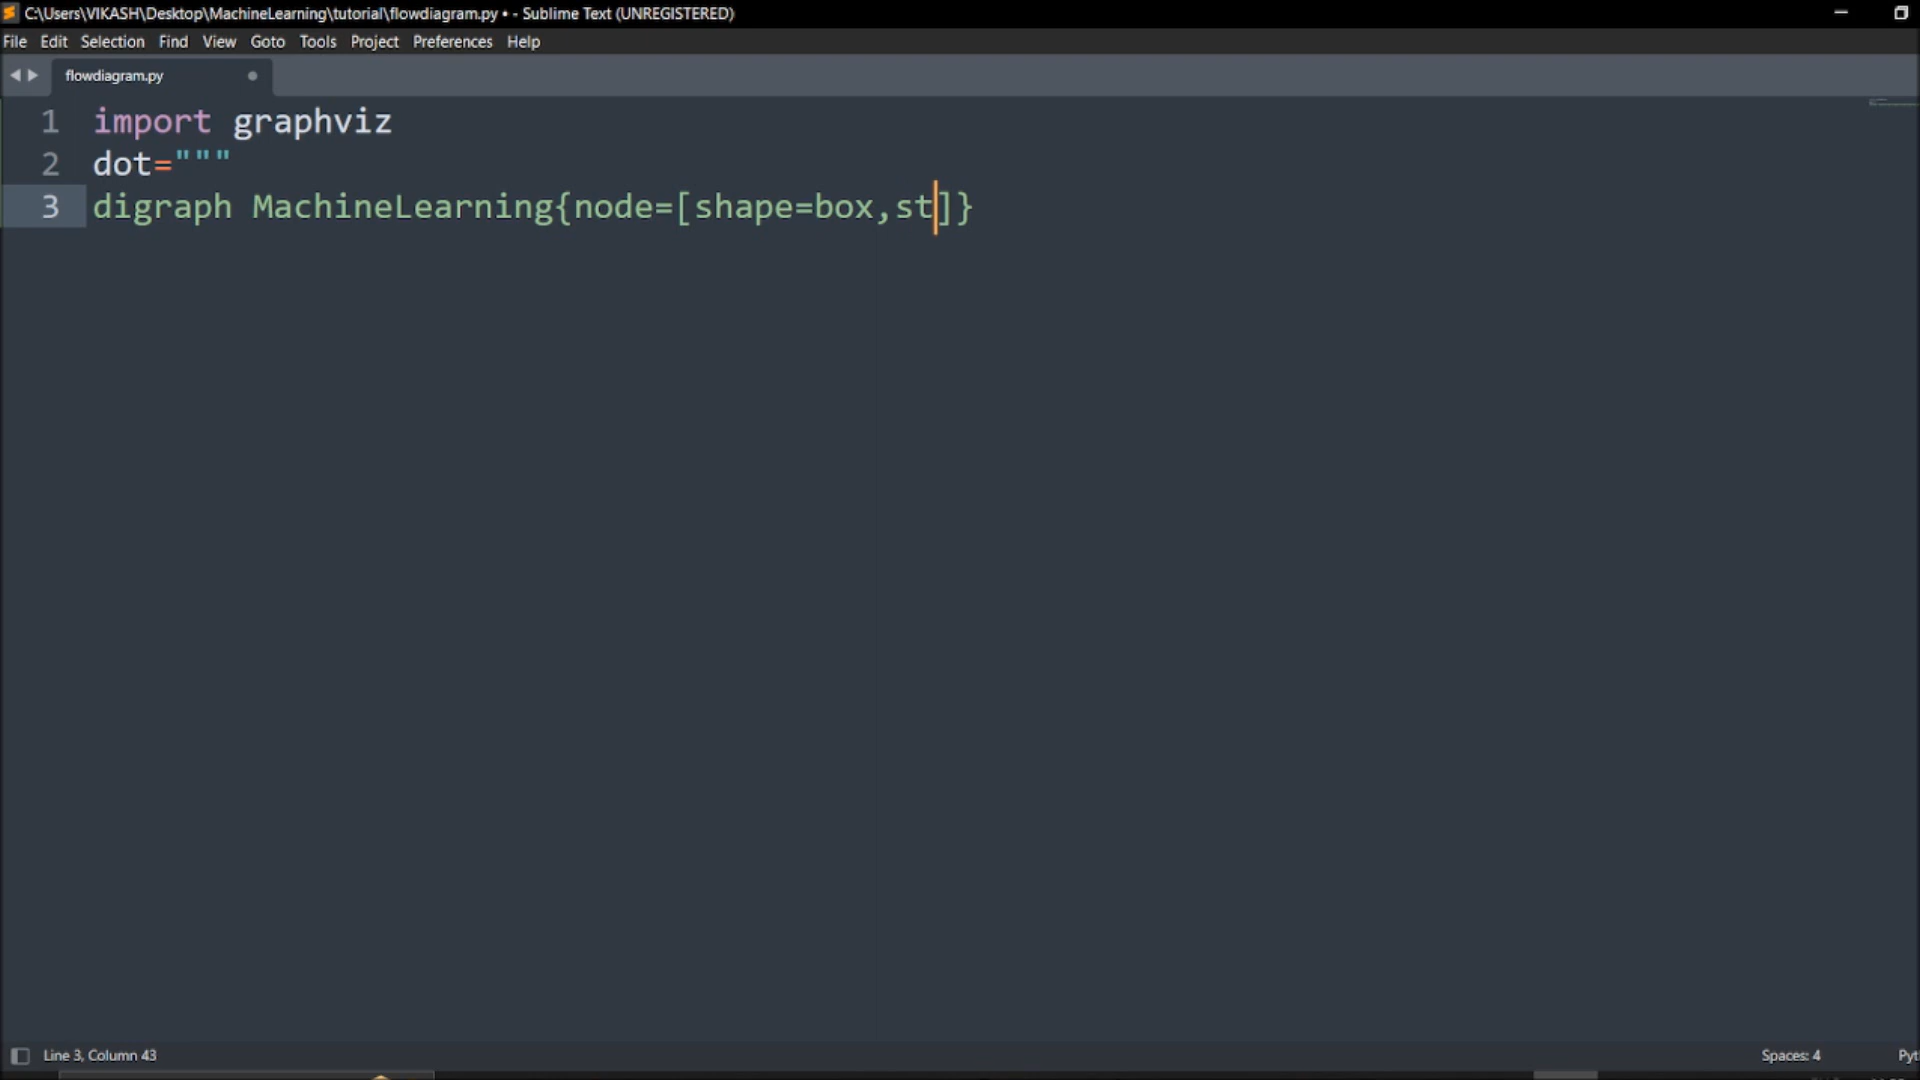 C:\Users\VIKASH\Desktop\MachineLearning\tutorial\flowdiagram.py • - Sublime Text (UNREGISTERED)
File Edit Selection Find View Goto Tools Project Preferences Help
flowdiagram.py
1 import graphviz
2 dot="""
3 digraph MachineLearning{node=[shape=box,st]}
Line 3, Column 43
Spaces: 4
Pyt